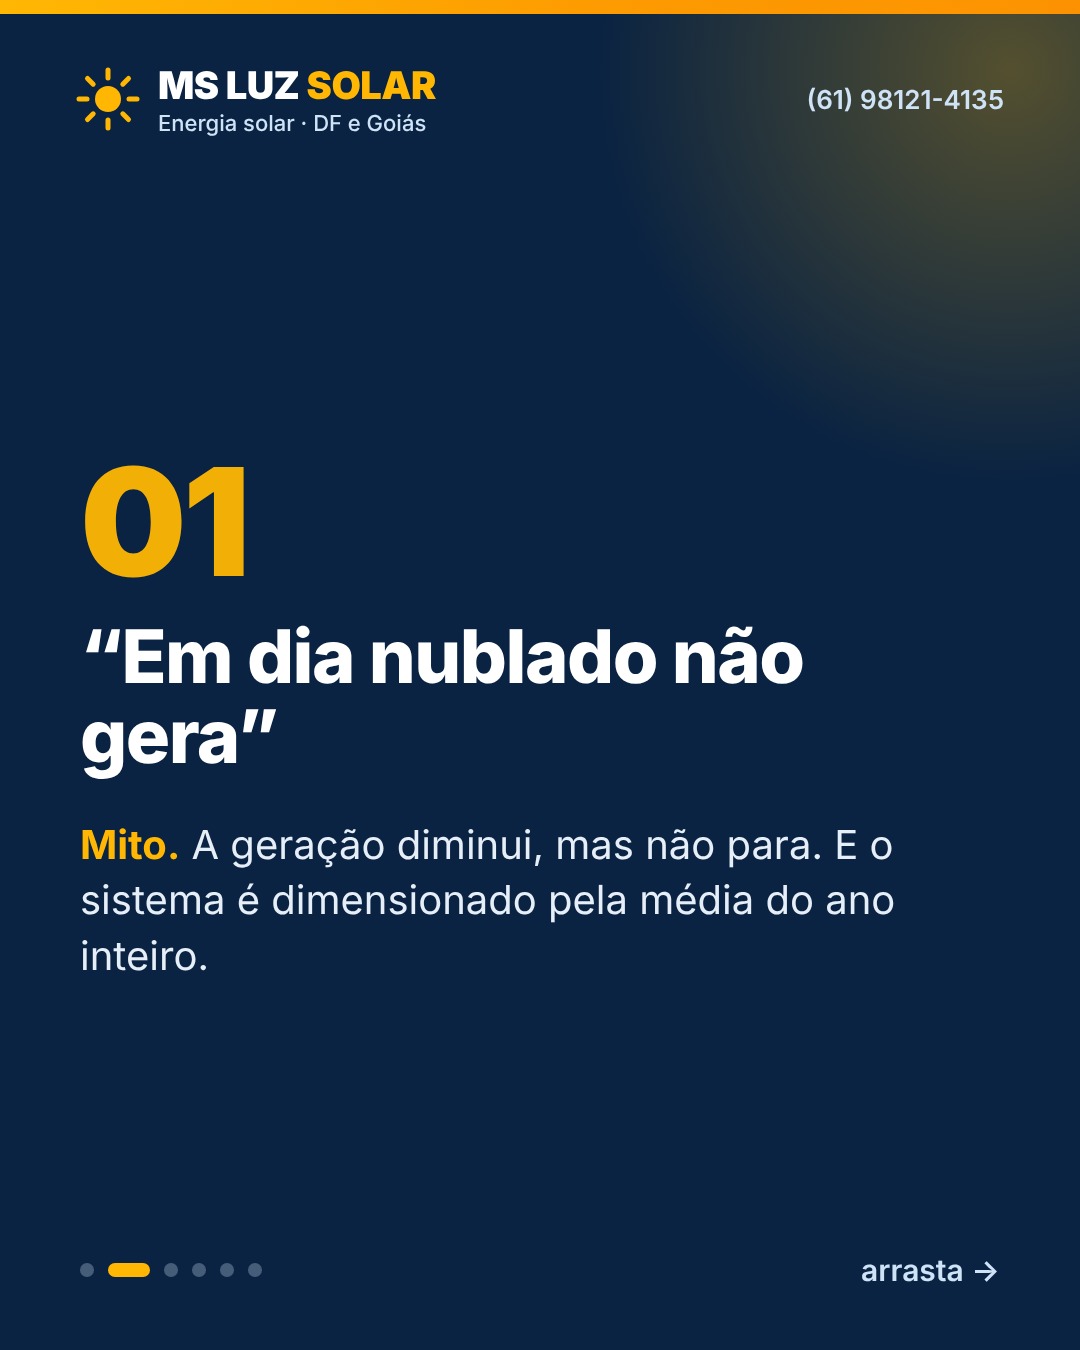 MS LUZ SOLAR
Energia solar · DF e Goiás
(61) 98121-4135
01
“Em dia nublado não
gera”
Mito. A geração diminui, mas não para. E o
sistema é dimensionado pela média do ano
inteiro.
arrasta →